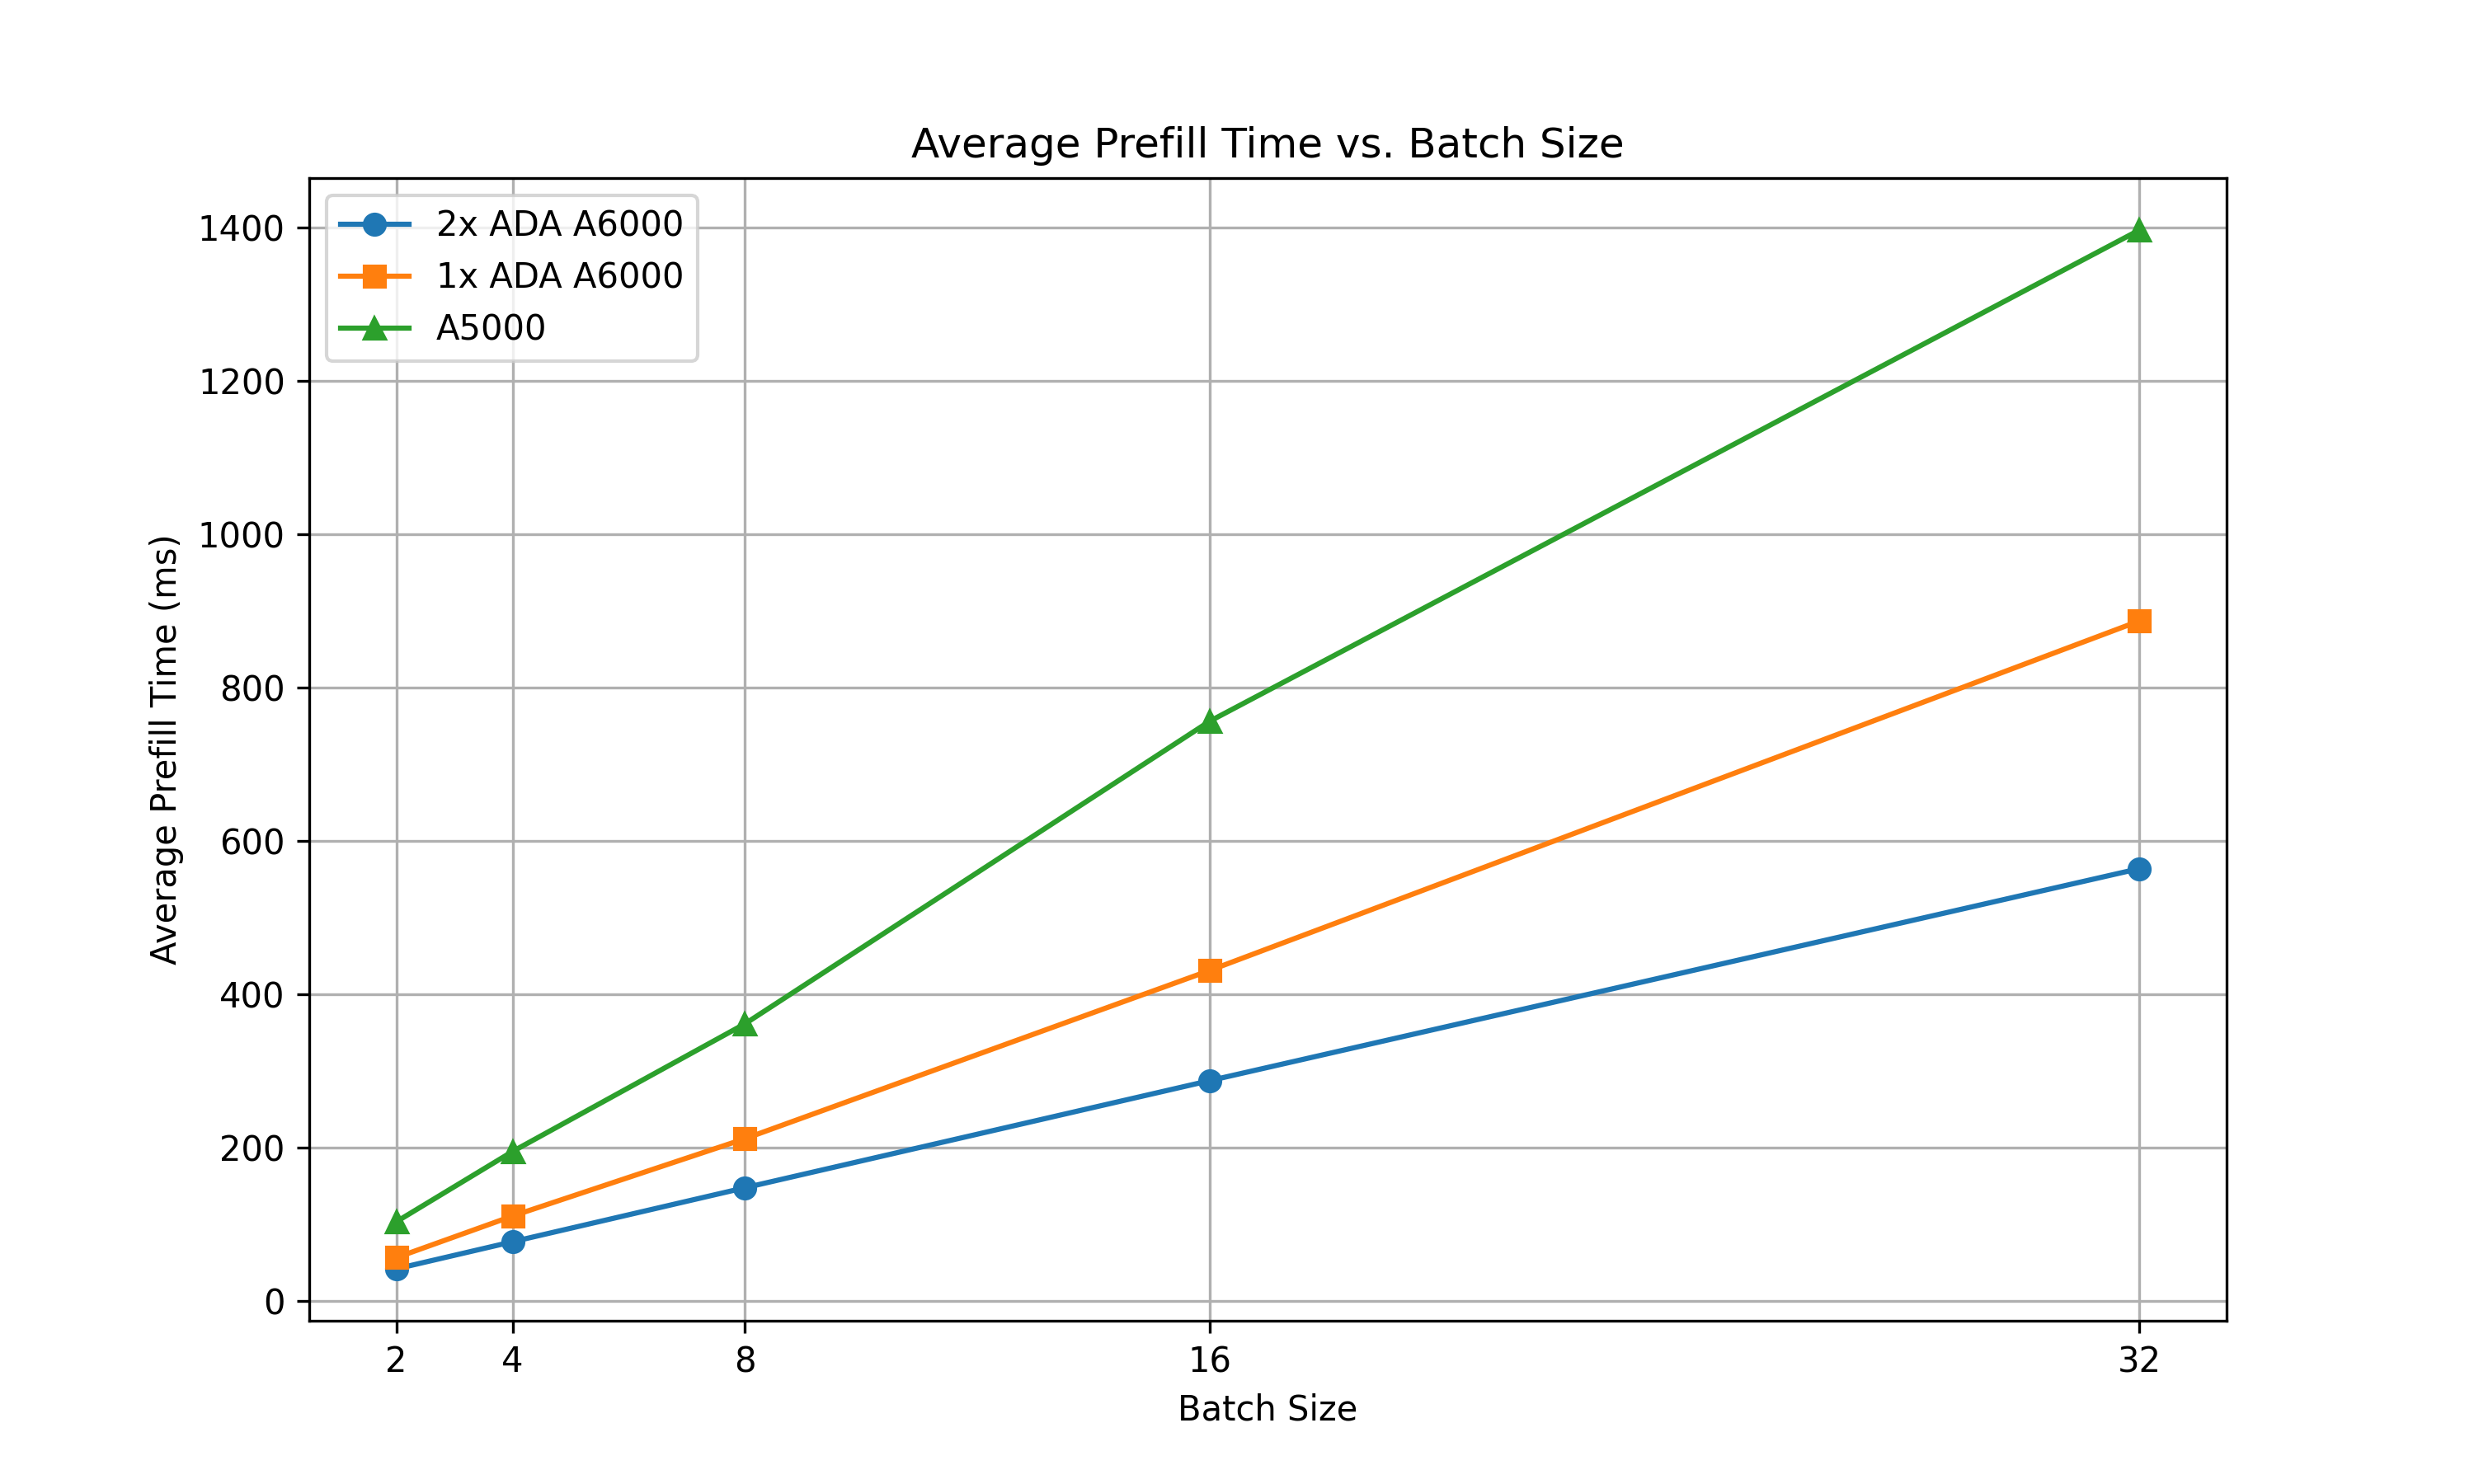 Average Prefill Time vs. Batch Size
2x ADA A6000
1x ADA A6000
A5000
1400
1200
1000
800
600
400
200
0
Average Prefill Time (ms)
2 4 8 16 32
Batch Size